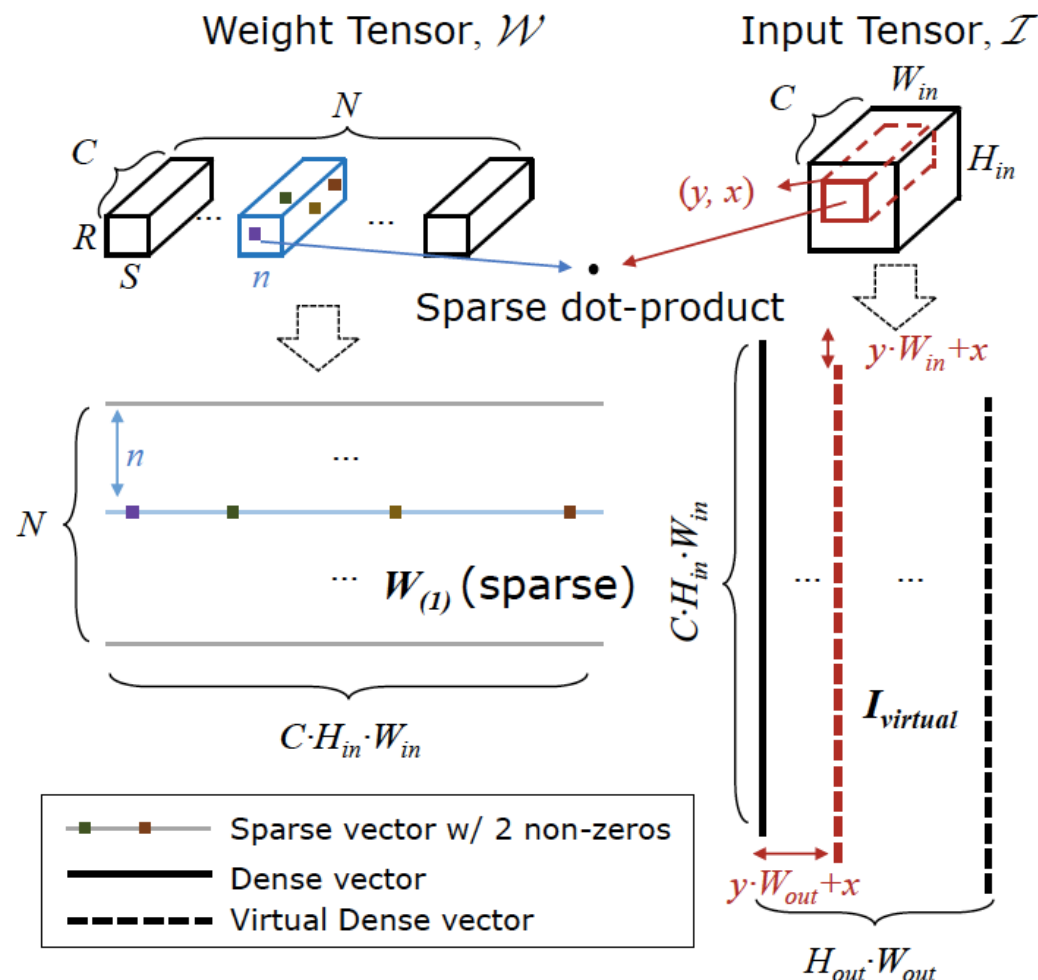 Weight Tensor, 𝒲
Input Tensor, ℐ
N
C
R
S
...
n
...
C
W_in
H_in
(y, x)
Sparse dot-product
y·W_in+x
N
n
...
...
W_(1) (sparse)
C·H_in·W_in
C·H_in·W_in
...
...
I_virtual
y·W_out+x
H_out·W_out
Sparse vector w/ 2 non-zeros
Dense vector
Virtual Dense vector